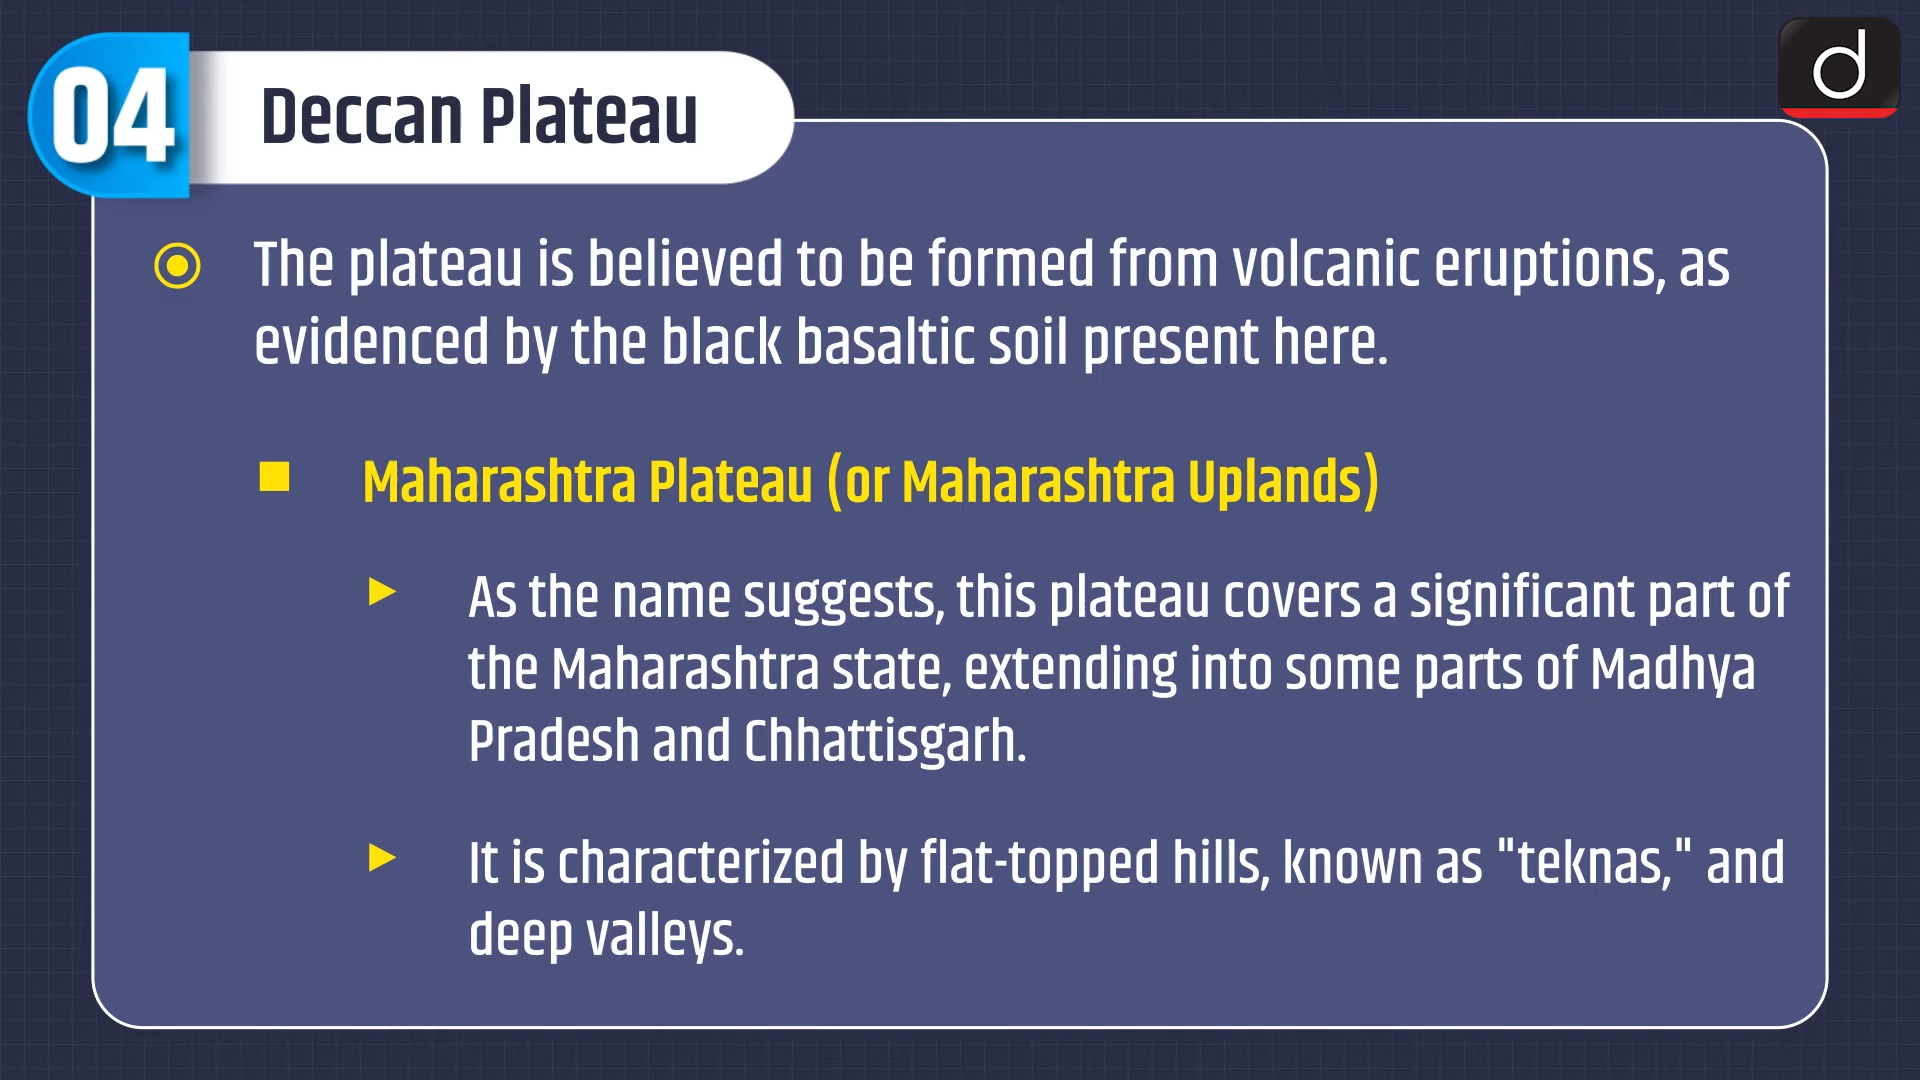 04
Deccan Plateau
d
The plateau is believed to be formed from volcanic eruptions, as
evidenced by the black basaltic soil present here.
Maharashtra Plateau (or Maharashtra Uplands)
As the name suggests, this plateau covers a significant part of
the Maharashtra state, extending into some parts of Madhya
Pradesh and Chhattisgarh.
It is characterized by flat-topped hills, known as "teknas," and
deep valleys.